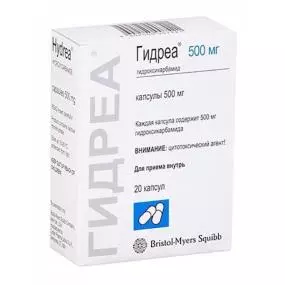 Гидреа® 500 мг
гидроксикарбамид
капсулы 500 мг
Каждая капсула содержит 500 мг
гидроксикарбамида
ВНИМАНИЕ: цитотоксический агент!
Для приема внутрь
20 капсул
Bristol-Myers Squibb
ГИДРЕА®
Hydrea®